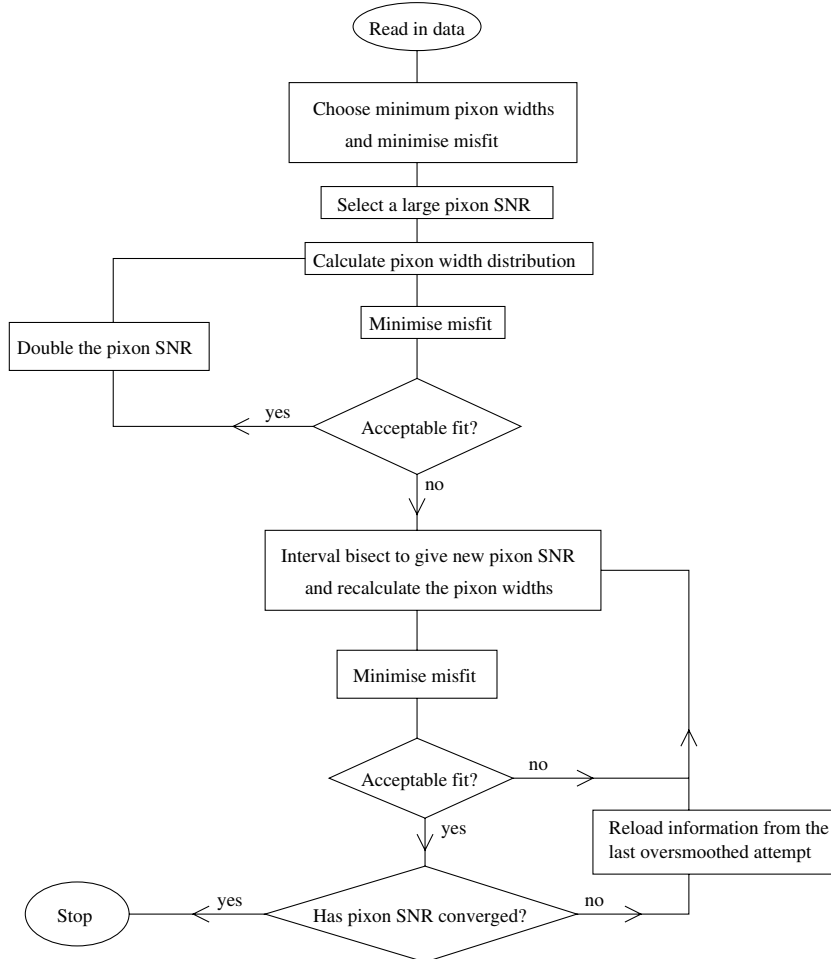 Read in data
Choose minimum pixon widths
and minimise misfit
Select a large pixon SNR
Calculate pixon width distribution
Minimise misfit
Double the pixon SNR
yes
Acceptable fit?
no
Interval bisect to give new pixon SNR
and recalculate the pixon widths
Minimise misfit
Acceptable fit?
no
yes
Reload information from the
last oversmoothed attempt
Stop
yes
Has pixon SNR converged?
no